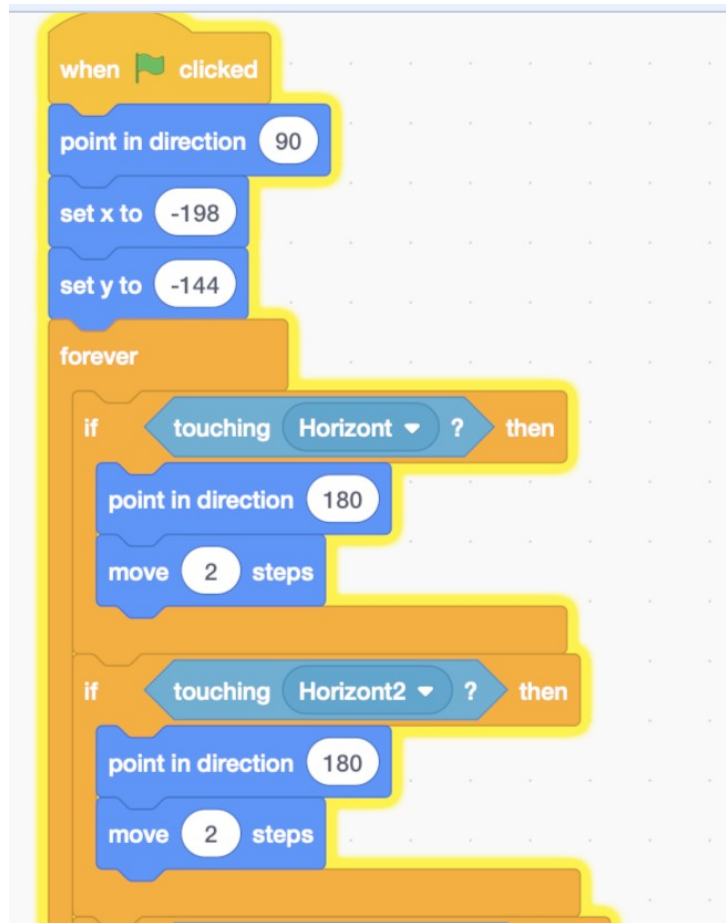 when clicked
point in direction 90
set x to -198
set y to -144
forever
if touching Horizont ? then
point in direction 180
move 2 steps
if touching Horizont2 ? then
point in direction 180
move 2 steps